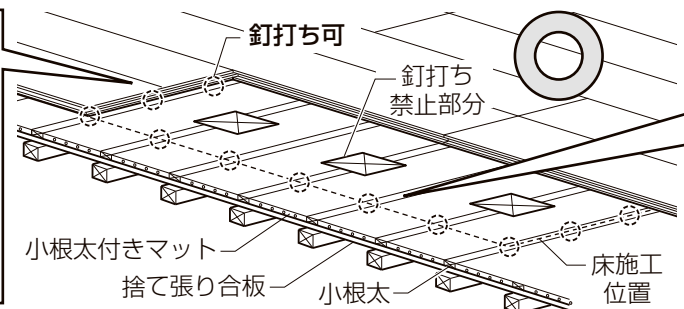 釘打ち可
釘打ち
禁止部分
小根太付きマット
捨て張り合板
小根太
床施工
位置